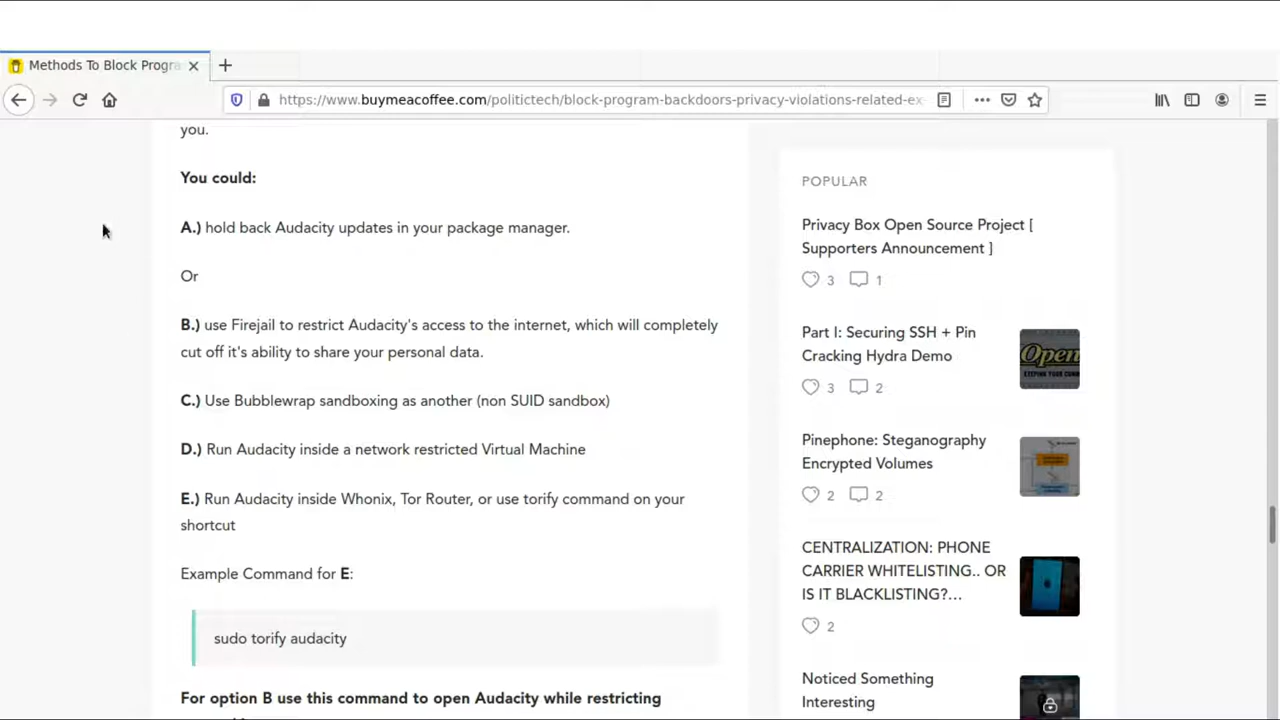 Methods To Block Progra
https://www.buymeacoffee.com/politictech/block-program-backdoors-privacy-violations-related-ex
you.
You could:
A.) hold back Audacity updates in your package manager.
Or
B.) use Firejail to restrict Audacity's access to the internet, which will completely
cut off it's ability to share your personal data.
C.) Use Bubblewrap sandboxing as another (non SUID sandbox)
D.) Run Audacity inside a network restricted Virtual Machine
E.) Run Audacity inside Whonix, Tor Router, or use torify command on your
shortcut
Example Command for E:
sudo torify audacity
For option B use this command to open Audacity while restricting
POPULAR
Privacy Box Open Source Project [
Supporters Announcement ]
3 1
Part I: Securing SSH + Pin
Cracking Hydra Demo
Open
3 2
Pinephone: Steganography
Encrypted Volumes
2 2
CENTRALIZATION: PHONE
CARRIER WHITELISTING.. OR
IS IT BLACKLISTING?...
2
Noticed Something
Interesting